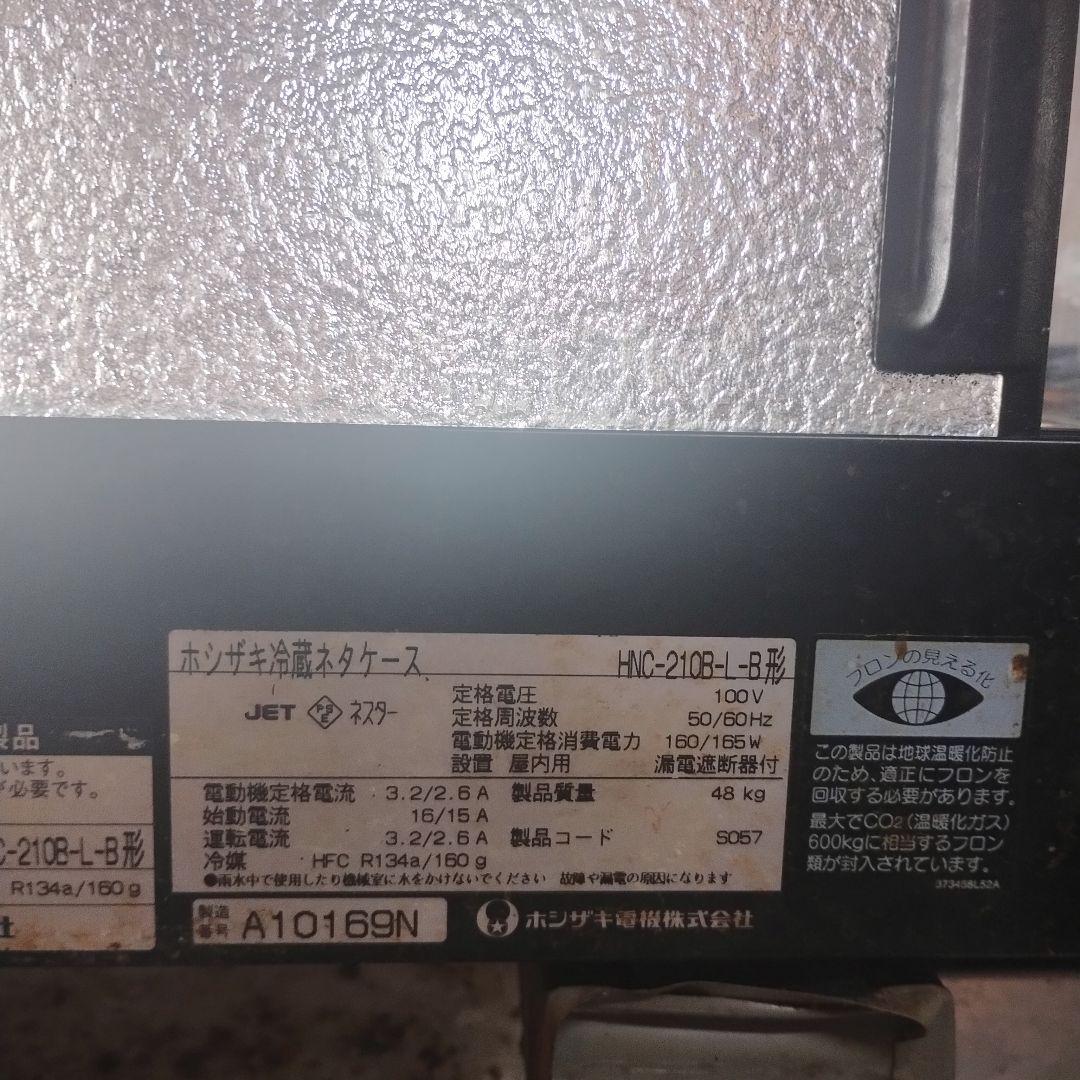 ホシザキ冷蔵ネタケース HNC-210B-L-B形
JET PSE ネスター
定格電圧 100V
定格周波数 50/60Hz
電動機定格消費電力 160/165W
設置 屋内用 漏電遮断器付
電動機定格電流 3.2/2.6A 製品質量 48kg
始動電流 16/15A
運転電流 3.2/2.6A 製品コード S057
冷媒 HFC R134a/160g
●雨水中で使用したり機械室に水をかけないでください 故障や漏電の原因になります
製造番号 A10169N
ホシザキ電機株式会社
フロンの見える化
この製品は地球温暖化防止
のため、適正にフロンを
回収する必要があります。
最大でCO2(温暖化ガス)
600kgに相当するフロン
類が封入されています。
373458L52A
製品
います。
必要です。
C-210B-L-B形
R134a/160g
社